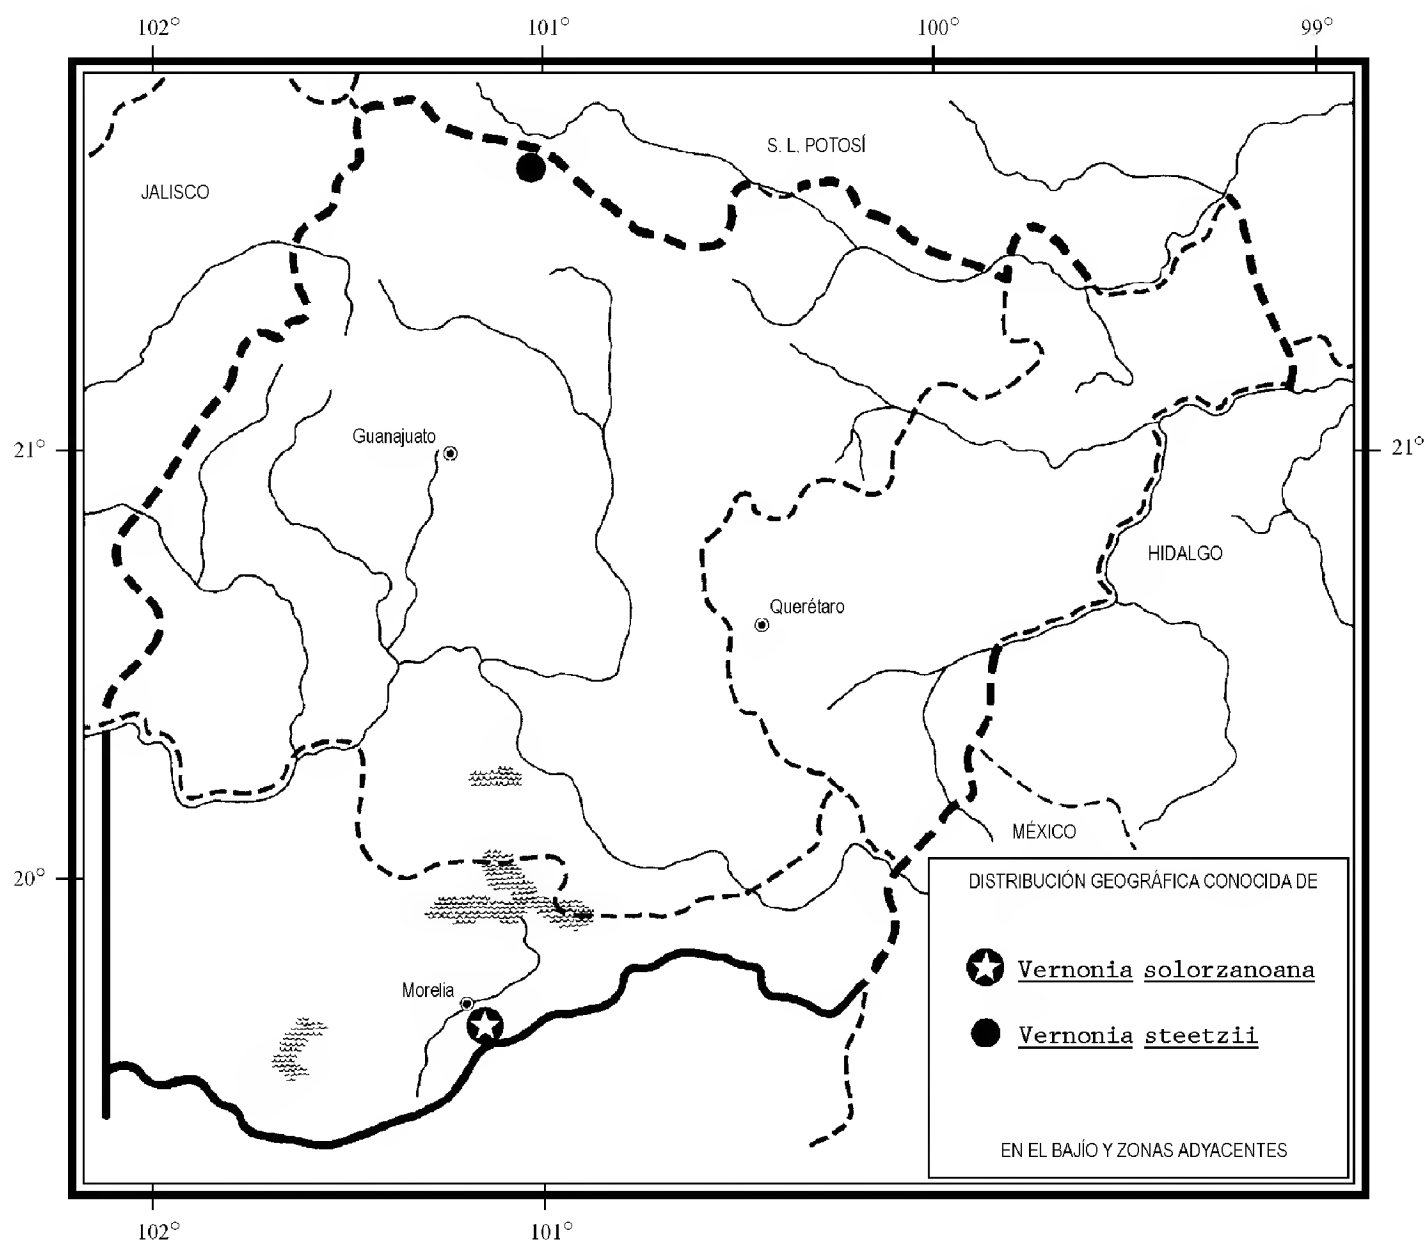 102° 101° 100° 99°
S. L. POTOSÍ
JALISCO
Guanajuato
21° 21°
HIDALGO
Querétaro
MÉXICO
20°
DISTRIBUCIÓN GEOGRÁFICA CONOCIDA DE
Vernonia solorzanoana
Morelia
Vernonia steetzii
EN EL BAJÍO Y ZONAS ADYACENTES
102° 101°